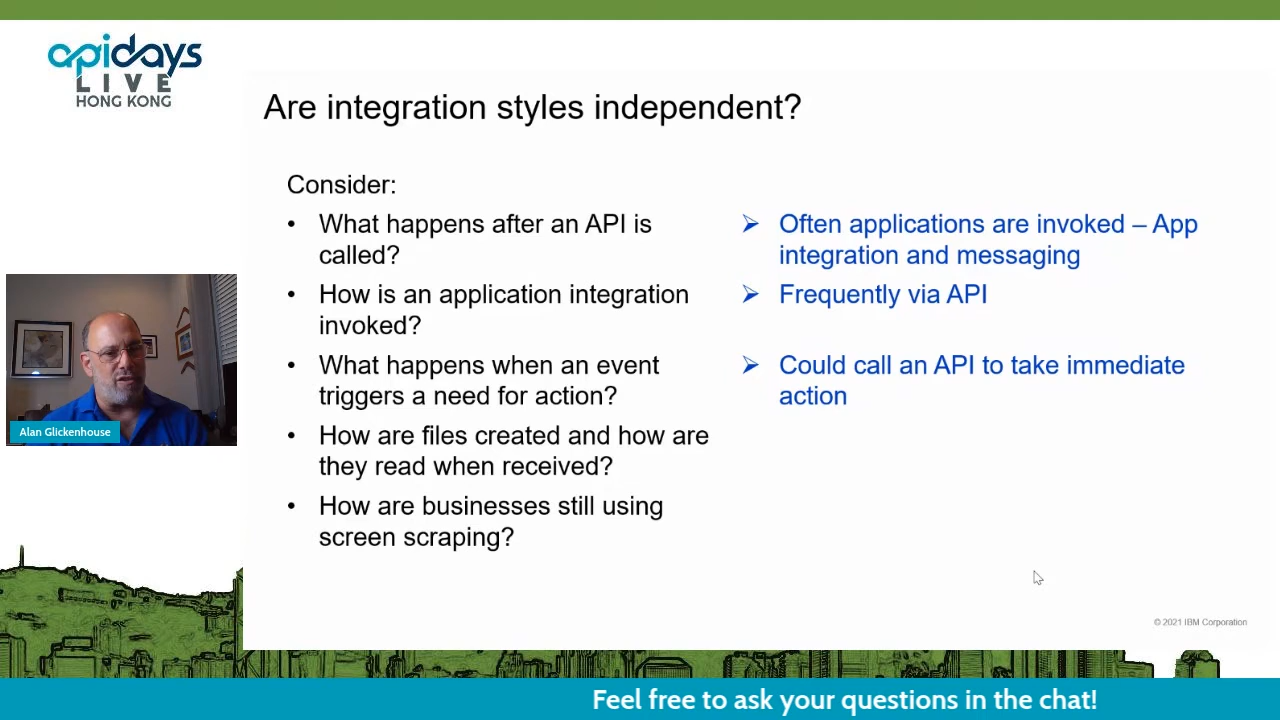 apidays
LIVE
HONG KONG
Are integration styles independent?
Consider:
• What happens after an API is
called?
➢ Often applications are invoked – App
integration and messaging
• How is an application integration
invoked?
➢ Frequently via API
• What happens when an event
triggers a need for action?
➢ Could call an API to take immediate
action
• How are files created and how are
they read when received?
• How are businesses still using
screen scraping?
Alan Glickenhouse
© 2021 IBM Corporation
Feel free to ask your questions in the chat!